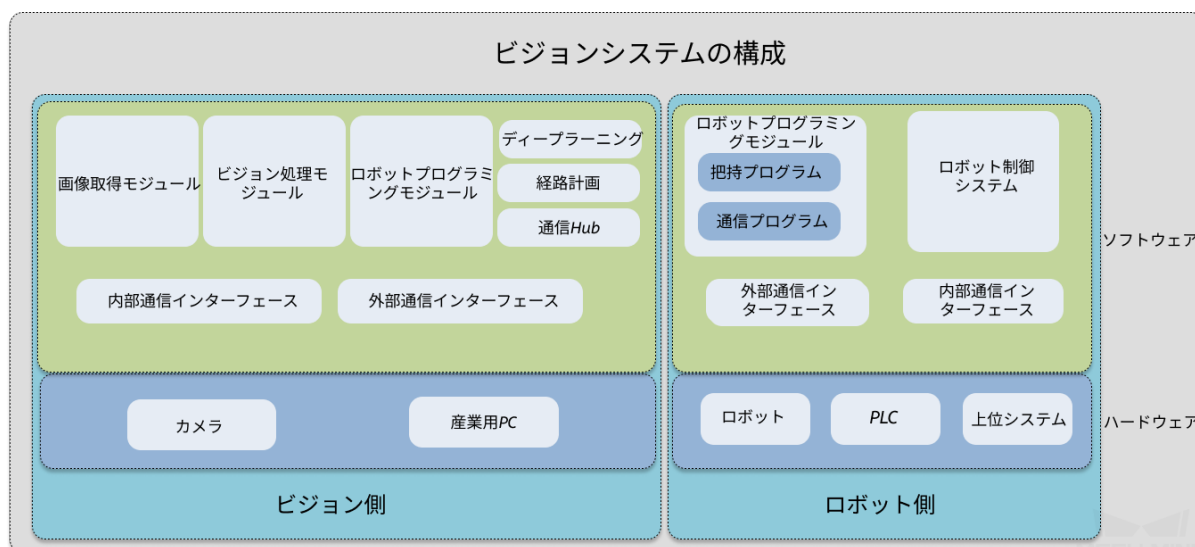 ビジョンシステムの構成
画像取得モジュール
ビジョン処理モ
ジュール
ロボットプログラミ
ングモジュール
ディープラーニング
経路計画
通信Hub
内部通信インターフェース
外部通信インターフェース
カメラ
産業用PC
ビジョン側
ロボットプログラミン
グモジュール
把持プログラム
通信プログラム
ロボット制御
システム
外部通信イン
ターフェース
内部通信イン
ターフェース
ロボット
PLC
上位システム
ロボット側
ソフトウェア
ハードウェア